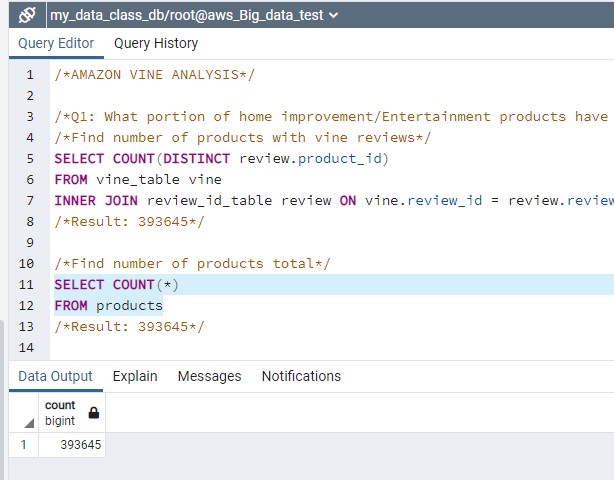 my_data_class_db/root@aws_Big_data_test
Query Editor Query History
1 /*AMAZON VINE ANALYSIS*/
2
3 /*Q1: What portion of home improvement/Entertainment products have
4 /*Find number of products with vine reviews*/
5 SELECT COUNT(DISTINCT review.product_id)
6 FROM vine_table vine
7 INNER JOIN review_id_table review ON vine.review_id = review.review
8 /*Result: 393645*/
9
10 /*Find number of products total*/
11 SELECT COUNT(*)
12 FROM products
13 /*Result: 393645*/
14
Data Output Explain Messages Notifications
count
bigint
1 393645